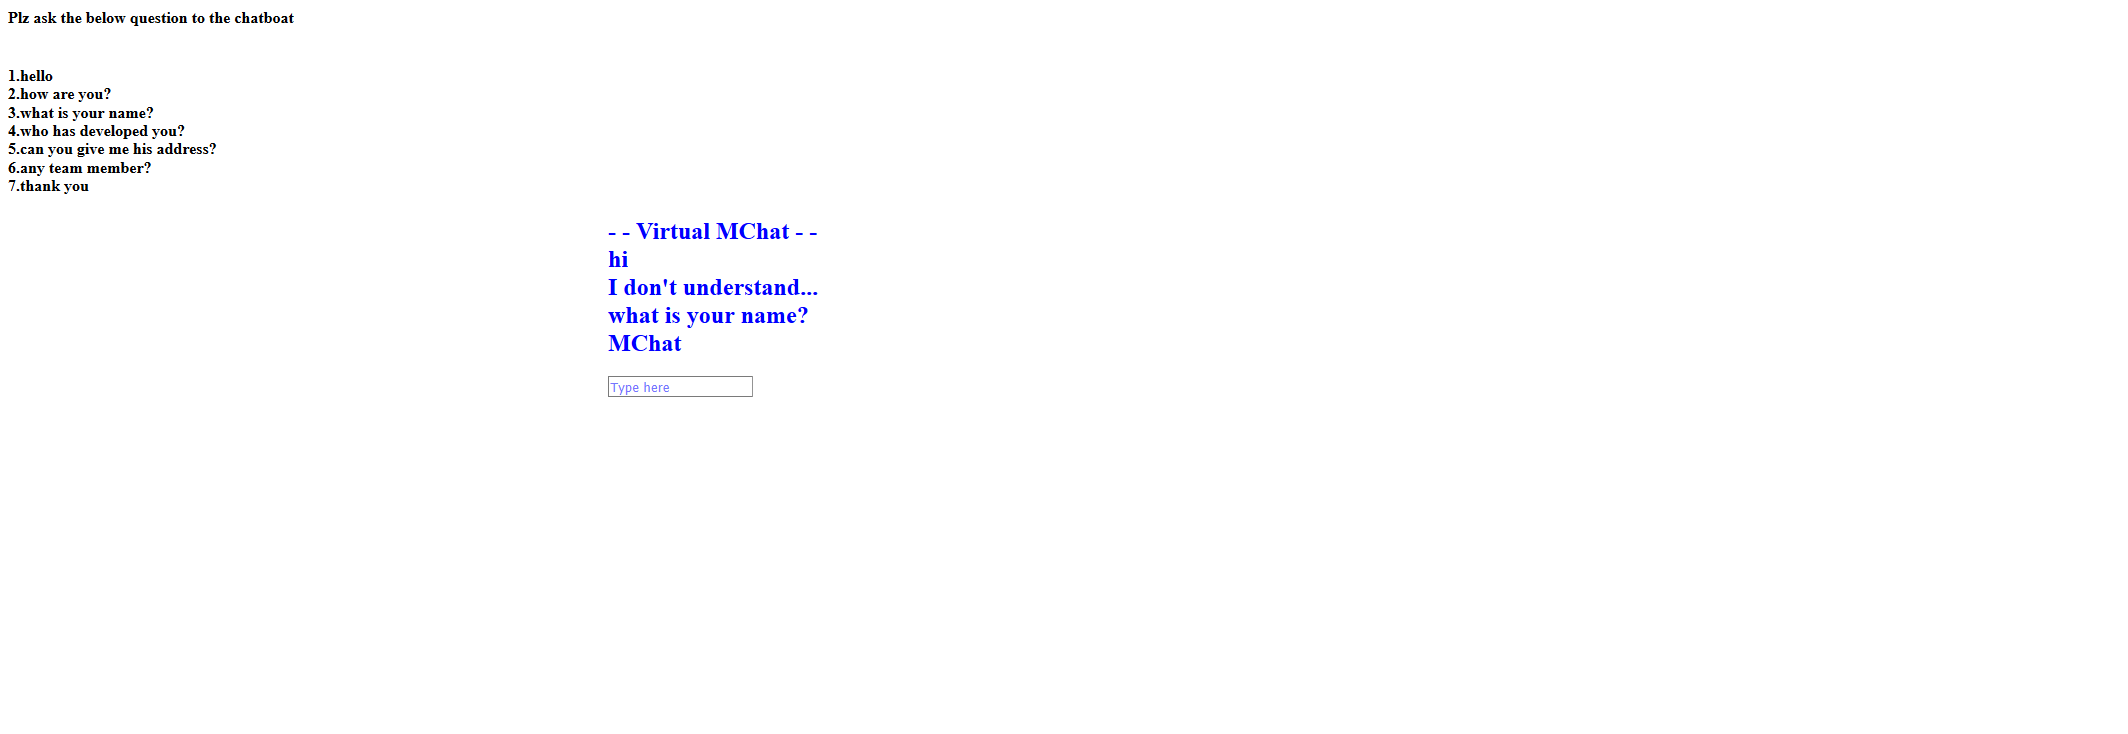 Plz ask the below question to the chatboat
1.hello
2.how are you?
3.what is your name?
4.who has developed you?
5.can you give me his address?
6.any team member?
7.thank you
- - Virtual MChat - -
hi
I don't understand...
what is your name?
MChat
Type here